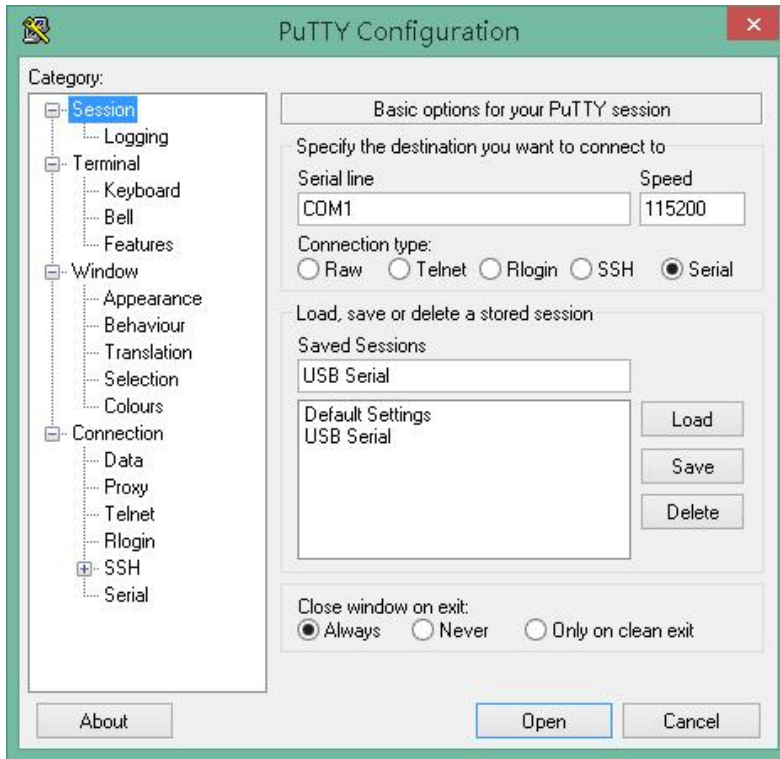 PuTTY Configuration
Category:
Session
Logging
Terminal
Keyboard
Bell
Features
Window
Appearance
Behaviour
Translation
Selection
Colours
Connection
Data
Proxy
Telnet
Rlogin
SSH
Serial
About
Basic options for your PuTTY session
Specify the destination you want to connect to
Serial line Speed
COM1 115200
Connection type:
Raw Telnet Rlogin SSH Serial
Load, save or delete a stored session
Saved Sessions
USB Serial
Default Settings
USB Serial
Load
Save
Delete
Close window on exit:
Always Never Only on clean exit
Open Cancel